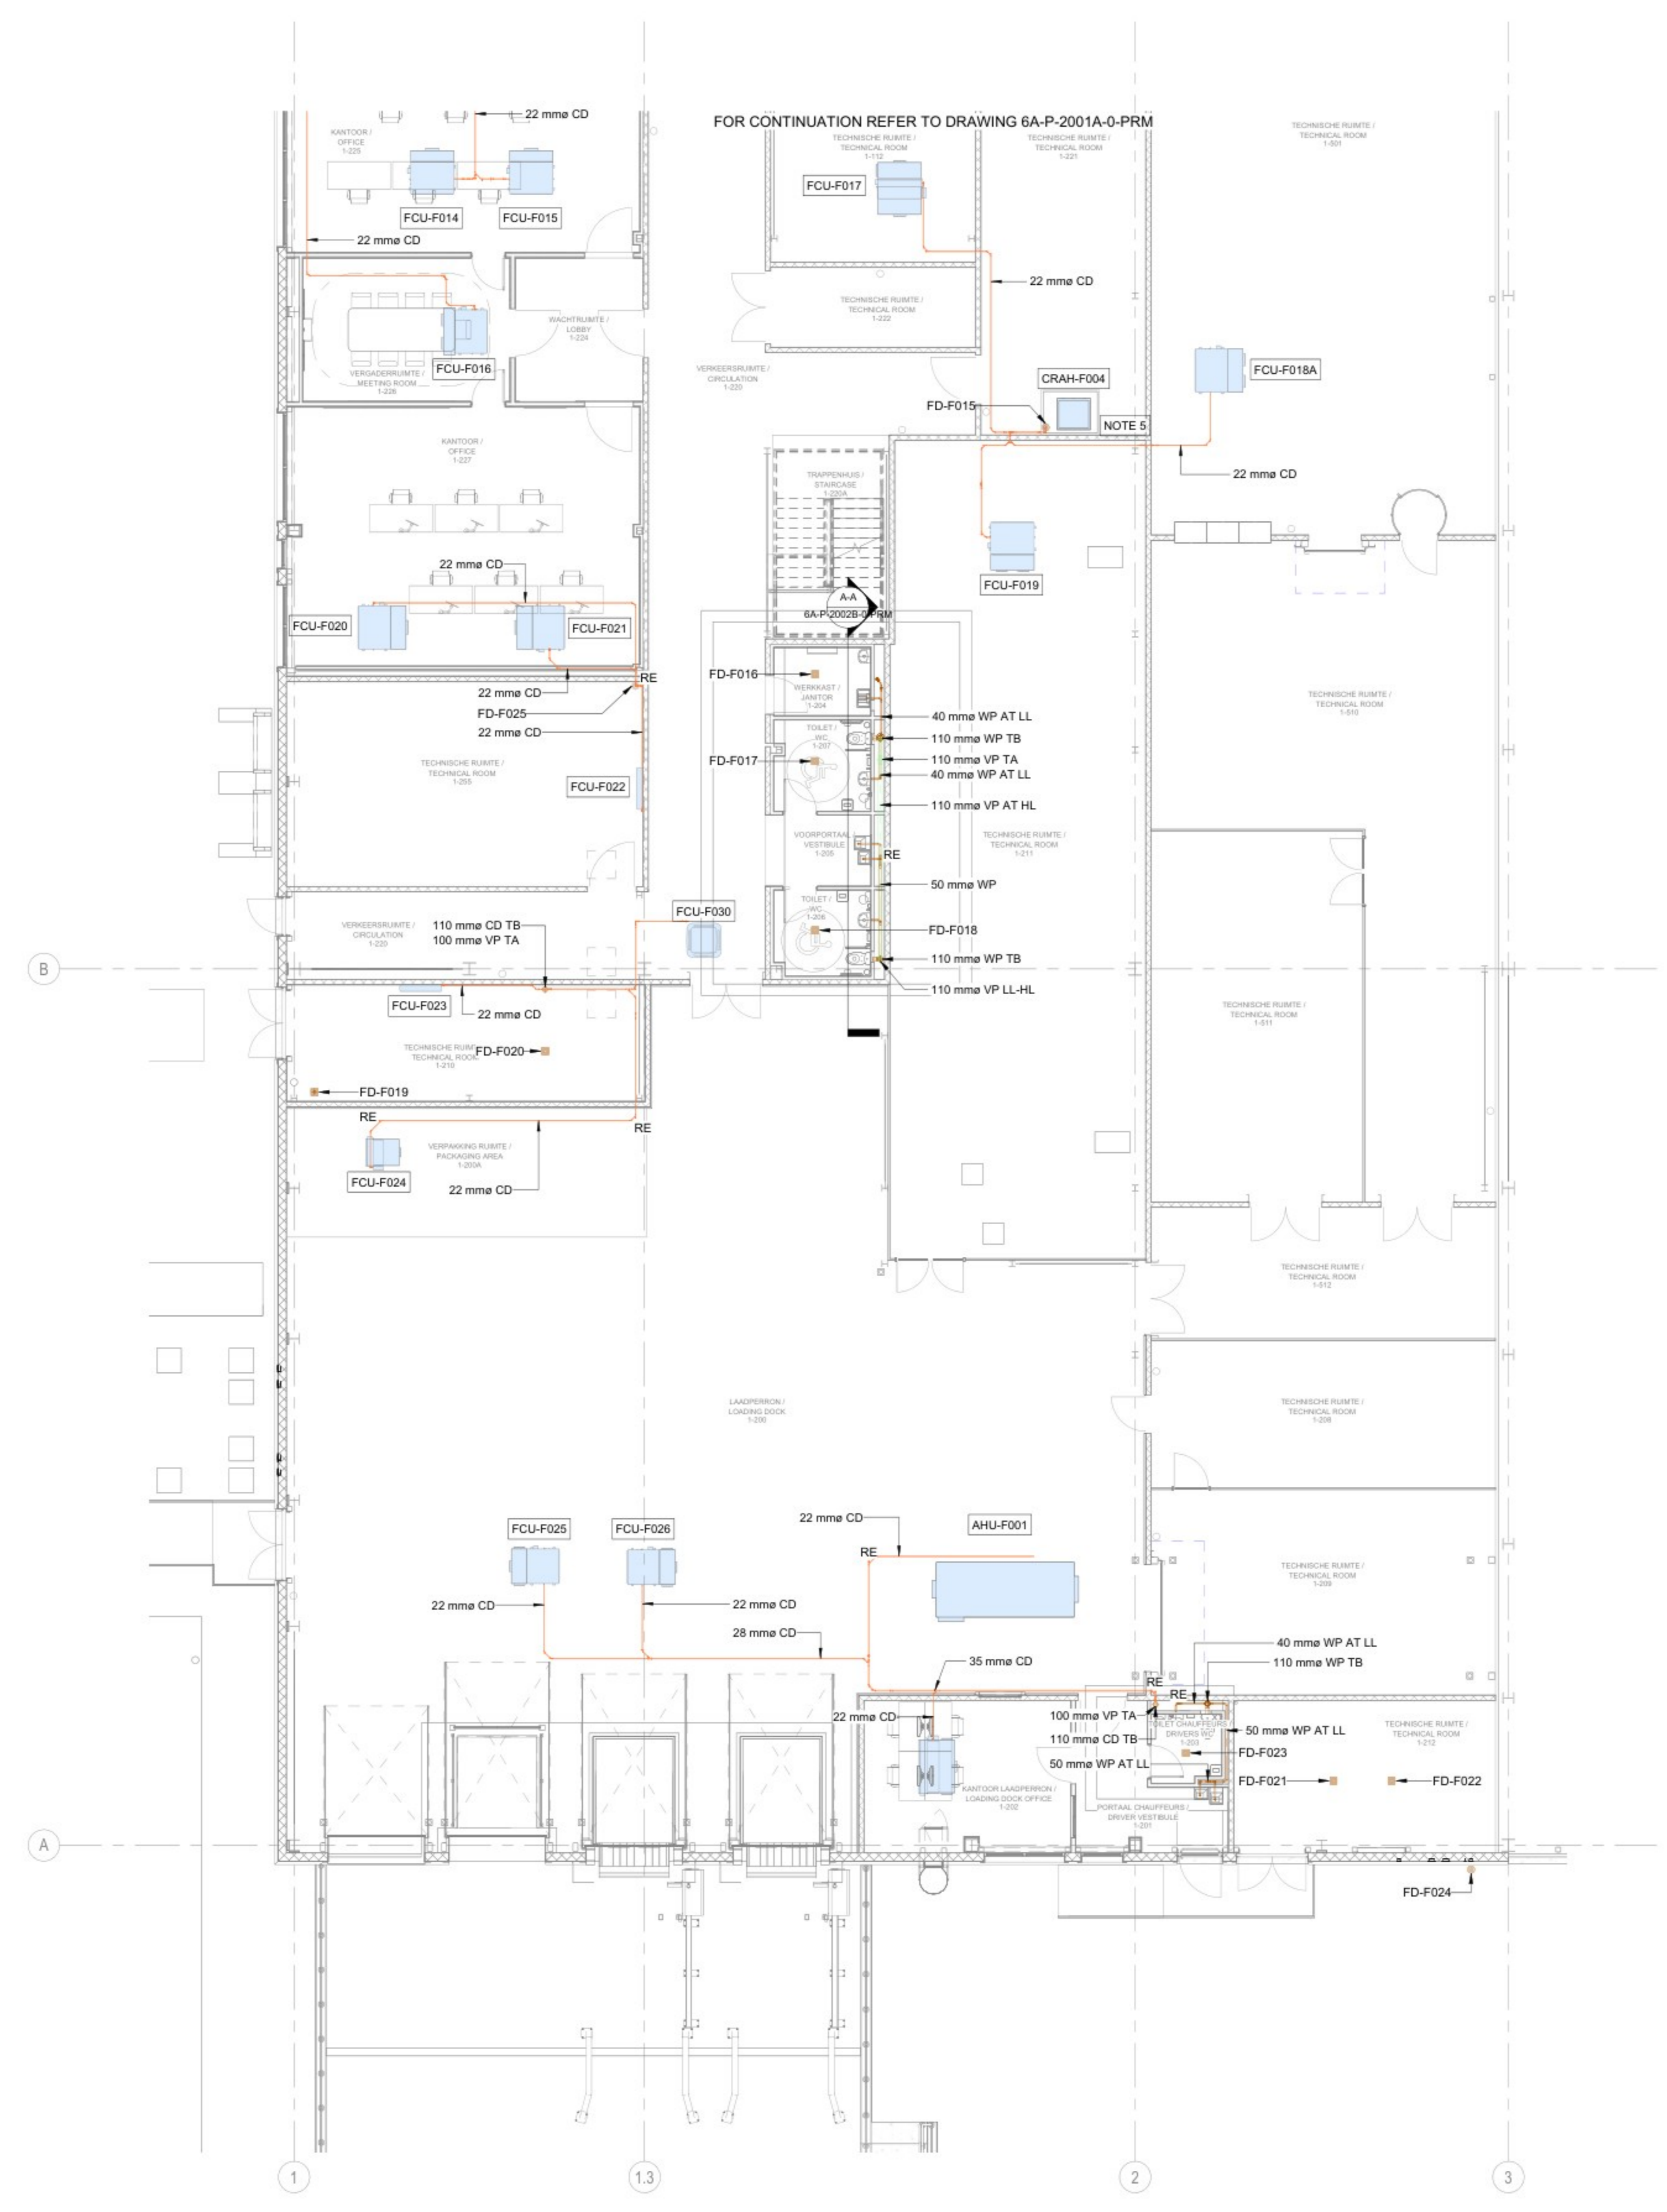 22 mmø CD
FOR CONTINUATION REFER TO DRAWING 6A-P-2001A-0-PRM
KANTOOR /
OFFICE
1-225
TECHNISCHE RUIMTE /
TECHNICAL ROOM
1-112
TECHNISCHE RUIMTE /
TECHNICAL ROOM
1-221
TECHNISCHE RUIMTE /
TECHNICAL ROOM
1-501
FCU-F014
FCU-F015
FCU-F017
22 mmø CD
22 mmø CD
TECHNISCHE RUIMTE /
TECHNICAL ROOM
1-222
WACHTRUIMTE /
LOBBY
1-224
FCU-F016
VERGADERRUIMTE /
MEETING ROOM
1-226
VERKEERSRUIMTE /
CIRCULATION
1-220
CRAH-F004
FCU-F018A
FD-F015
NOTE 5
KANTOOR /
OFFICE
1-227
TRAPPENHUIS /
STAIRCASE
1-220A
22 mmø CD
22 mmø CD
FCU-F019
A-A
6A-P-2002B-0-PRM
FCU-F020
FCU-F021
RE
22 mmø CD
FD-F025
22 mmø CD
FD-F016
WERKKAST /
JANITOR
1-204
TECHNISCHE RUIMTE /
TECHNICAL ROOM
1-510
40 mmø WP AT LL
TOILET /
WC
1-207
110 mmø WP TB
FD-F017
110 mmø VP TA
40 mmø WP AT LL
TECHNISCHE RUIMTE /
TECHNICAL ROOM
1-255
FCU-F022
110 mmø VP AT HL
VOORPORTAAL /
VESTIBULE
1-205
RE
TECHNISCHE RUIMTE /
TECHNICAL ROOM
1-211
50 mmø WP
TOILET /
WC
1-206
FCU-F030
VERKEERSRUIMTE /
CIRCULATION
1-220
110 mmø CD TB
100 mmø VP TA
FD-F018
110 mmø WP TB
B
110 mmø VP LL-HL
FCU-F023
22 mmø CD
TECHNISCHE RUIMTE /
TECHNICAL ROOM
1-511
TECHNISCHE RUIMT
TECHNICAL ROOM
1-210
FD-F020
FD-F019
RE
RE
VERPAKKING RUIMTE /
PACKAGING AREA
1-200A
FCU-F024
22 mmø CD
TECHNISCHE RUIMTE /
TECHNICAL ROOM
1-512
LAADPERRON /
LOADING DOCK
1-200
TECHNISCHE RUIMTE /
TECHNICAL ROOM
1-208
22 mmø CD
AHU-F001
FCU-F025
FCU-F026
RE
TECHNISCHE RUIMTE /
TECHNICAL ROOM
1-209
22 mmø CD
22 mmø CD
28 mmø CD
40 mmø WP AT LL
110 mmø WP TB
35 mmø CD
RE
RE
22 mmø CD
100 mmø VP TA
TOILET CHAUFFEURS /
DRIVERS WC
1-203
50 mmø WP AT LL
TECHNISCHE RUIMTE /
TECHNICAL ROOM
1-212
110 mmø CD TB
FD-F023
50 mmø WP AT LL
FD-F021
FD-F022
KANTOOR LAADPERRON /
LOADING DOCK OFFICE
1-202
PORTAAL CHAUFFEURS /
DRIVER VESTIBULE
1-201
A
FD-F024
1
1.3
2
3